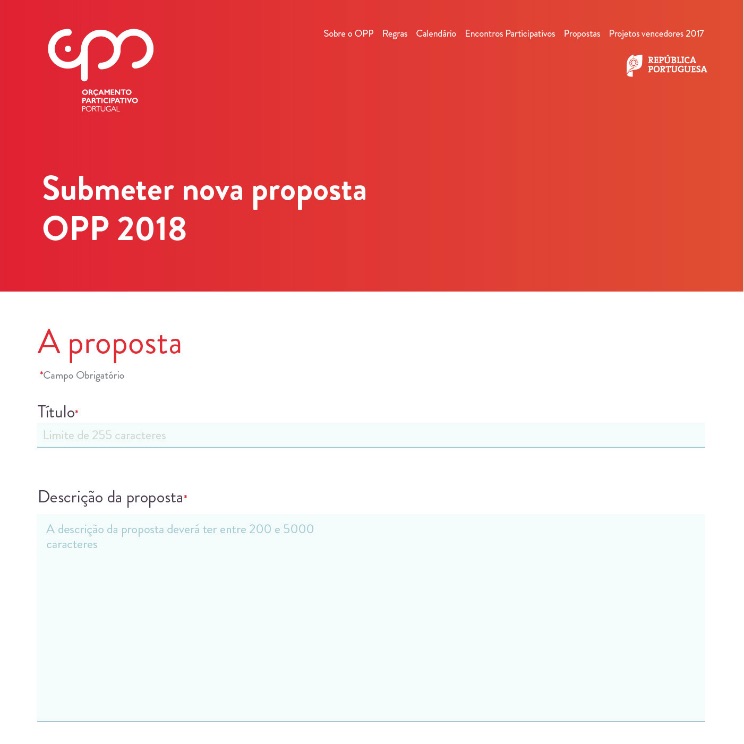 opp
ORÇAMENTO
PARTICIPATIVO
PORTUGAL
Sobre o OPP Regras Calendário Encontros Participativos Propostas Projetos vencedores 2017
REPÚBLICA
PORTUGUESA
Submeter nova proposta
OPP 2018
A proposta
*Campo Obrigatório
Título*
Limite de 255 caracteres
Descrição da proposta*
A descrição da proposta deverá ter entre 200 e 5000
caracteres